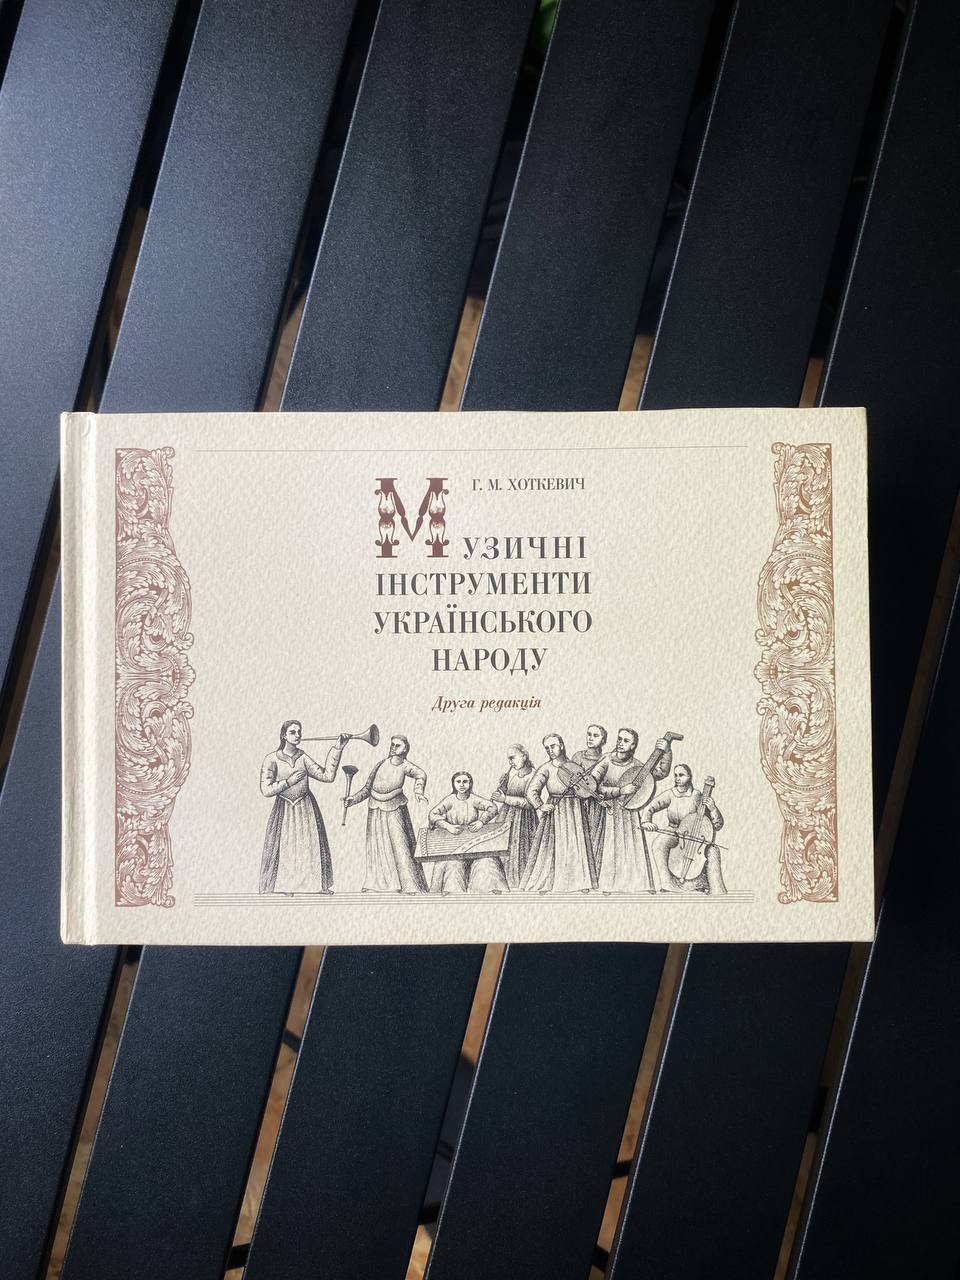 Г. М. ХОТКЕВИЧ
МУЗИЧНІ
ІНСТРУМЕНТИ
УКРАЇНСЬКОГО
НАРОДУ
Друга редакція